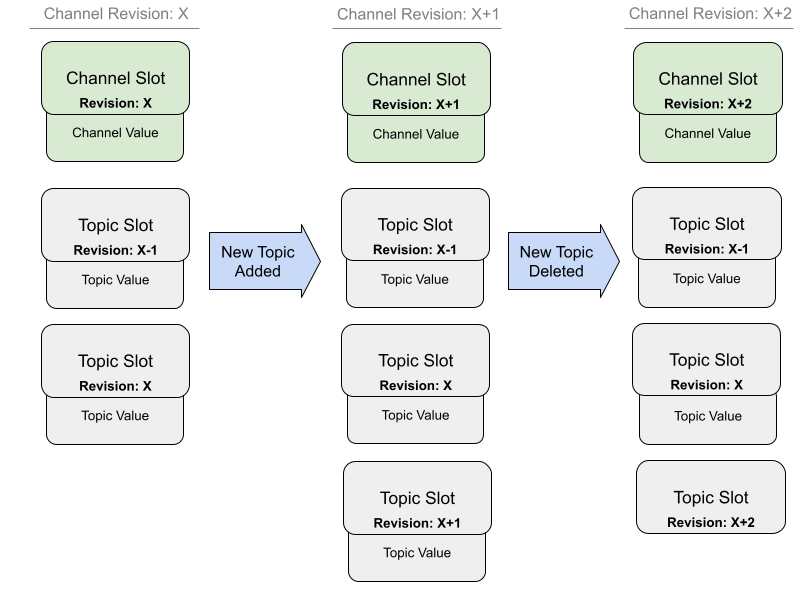 Channel Revision: X
Channel Slot
Revision: X
Channel Value
Topic Slot
Revision: X-1
Topic Value
Topic Slot
Revision: X
Topic Value
New Topic
Added
Channel Revision: X+1
Channel Slot
Revision: X+1
Channel Value
Topic Slot
Revision: X-1
Topic Value
Topic Slot
Revision: X
Topic Value
Topic Slot
Revision: X+1
Topic Value
New Topic
Deleted
Channel Revision: X+2
Channel Slot
Revision: X+2
Channel Value
Topic Slot
Revision: X-1
Topic Value
Topic Slot
Revision: X
Topic Value
Topic Slot
Revision: X+2